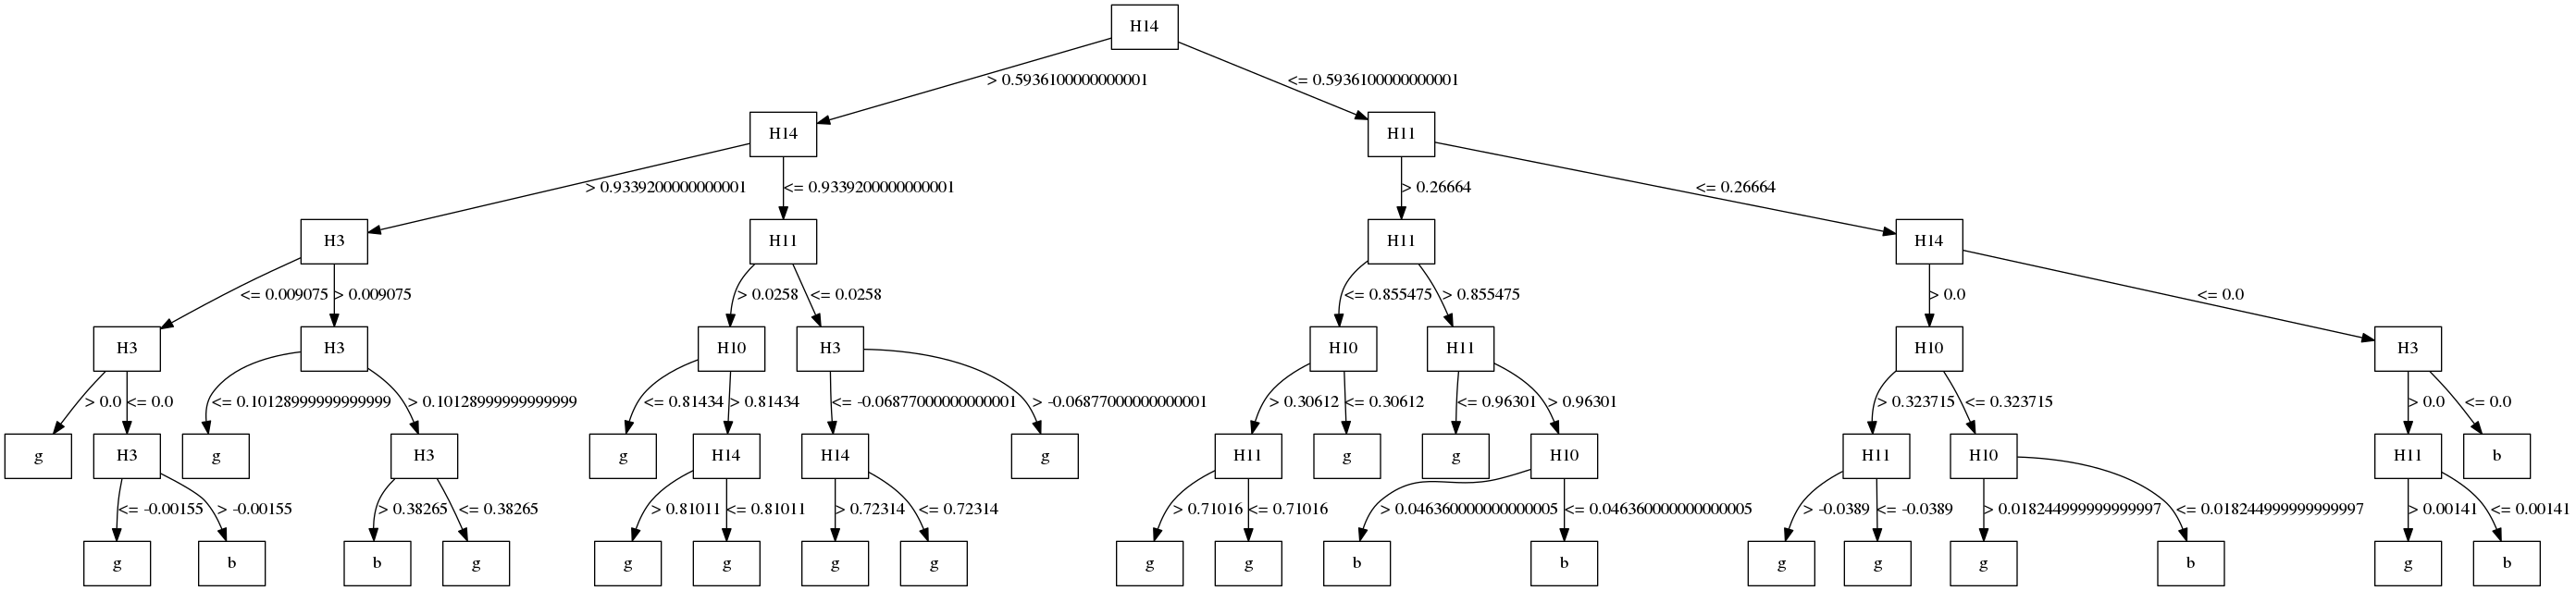 H14
> 0.5936100000000001 <= 0.5936100000000001
H14 H11
> 0.9339200000000001 <= 0.9339200000000001 > 0.26664 <= 0.26664
H3 H11 H11 H14
<= 0.009075 > 0.009075 > 0.0258 <= 0.0258 <= 0.855475 > 0.855475 > 0.0 <= 0.0
H3 H3 H10 H3 H10 H11 H10 H3
> 0.0 <= 0.0 <= 0.10128999999999999 > 0.10128999999999999 <= 0.81434 > 0.81434 <= -0.06877000000000001 > -0.06877000000000001 > 0.30612 <= 0.30612 <= 0.96301 > 0.96301 > 0.323715 <= 0.323715 > 0.0 <= 0.0
g H3 g H3 g H14 H14 g H11 g g H10 H11 H10 H11 b
<= -0.00155 > -0.00155 > 0.38265 <= 0.38265 > 0.81011 <= 0.81011 > 0.72314 <= 0.72314 > 0.71016 <= 0.71016 > 0.046360000000000005 <= 0.046360000000000005 > -0.0389 <= -0.0389 > 0.018244999999999997 <= 0.018244999999999997 > 0.00141 <= 0.00141
g b b g g g g g g g b b g g g b g b